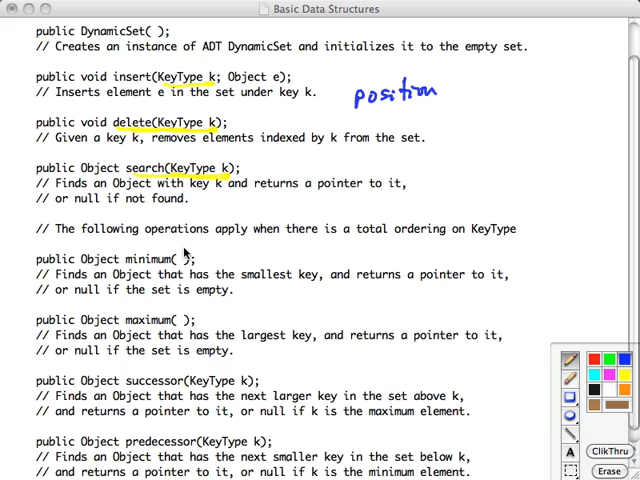 Basic Data Structures
public DynamicSet( );
// Creates an instance of ADT DynamicSet and initializes it to the empty set.
public void insert(KeyType k; Object e);
// Inserts element e in the set under key k.
position
public void delete(KeyType k);
// Given a key k, removes elements indexed by k from the set.
public Object search(KeyType k);
// Finds an Object with key k and returns a pointer to it,
// or null if not found.
// The following operations apply when there is a total ordering on KeyType
public Object minimum( );
// Finds an Object that has the smallest key, and returns a pointer to it,
// or null if the set is empty.
public Object maximum( );
// Finds an Object that has the largest key, and returns a pointer to it,
// or null if the set is empty.
public Object successor(KeyType k);
// Finds an Object that has the next larger key in the set above k,
// and returns a pointer to it, or null if k is the maximum element.
public Object predecessor(KeyType k);
// Finds an Object that has the next smaller key in the set below k,
// and returns a pointer to it, or null if k is the minimum element.
A
ClikThru
Erase